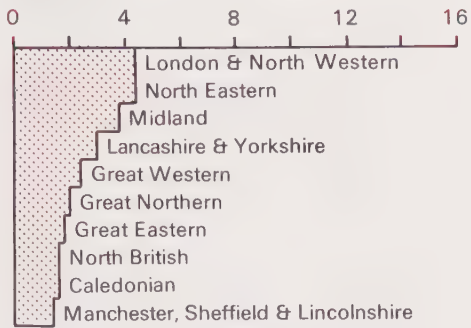 0 4 8 12 16
London & North Western
North Eastern
Midland
Lancashire & Yorkshire
Great Western
Great Northern
Great Eastern
North British
Caledonian
Manchester, Sheffield & Lincolnshire